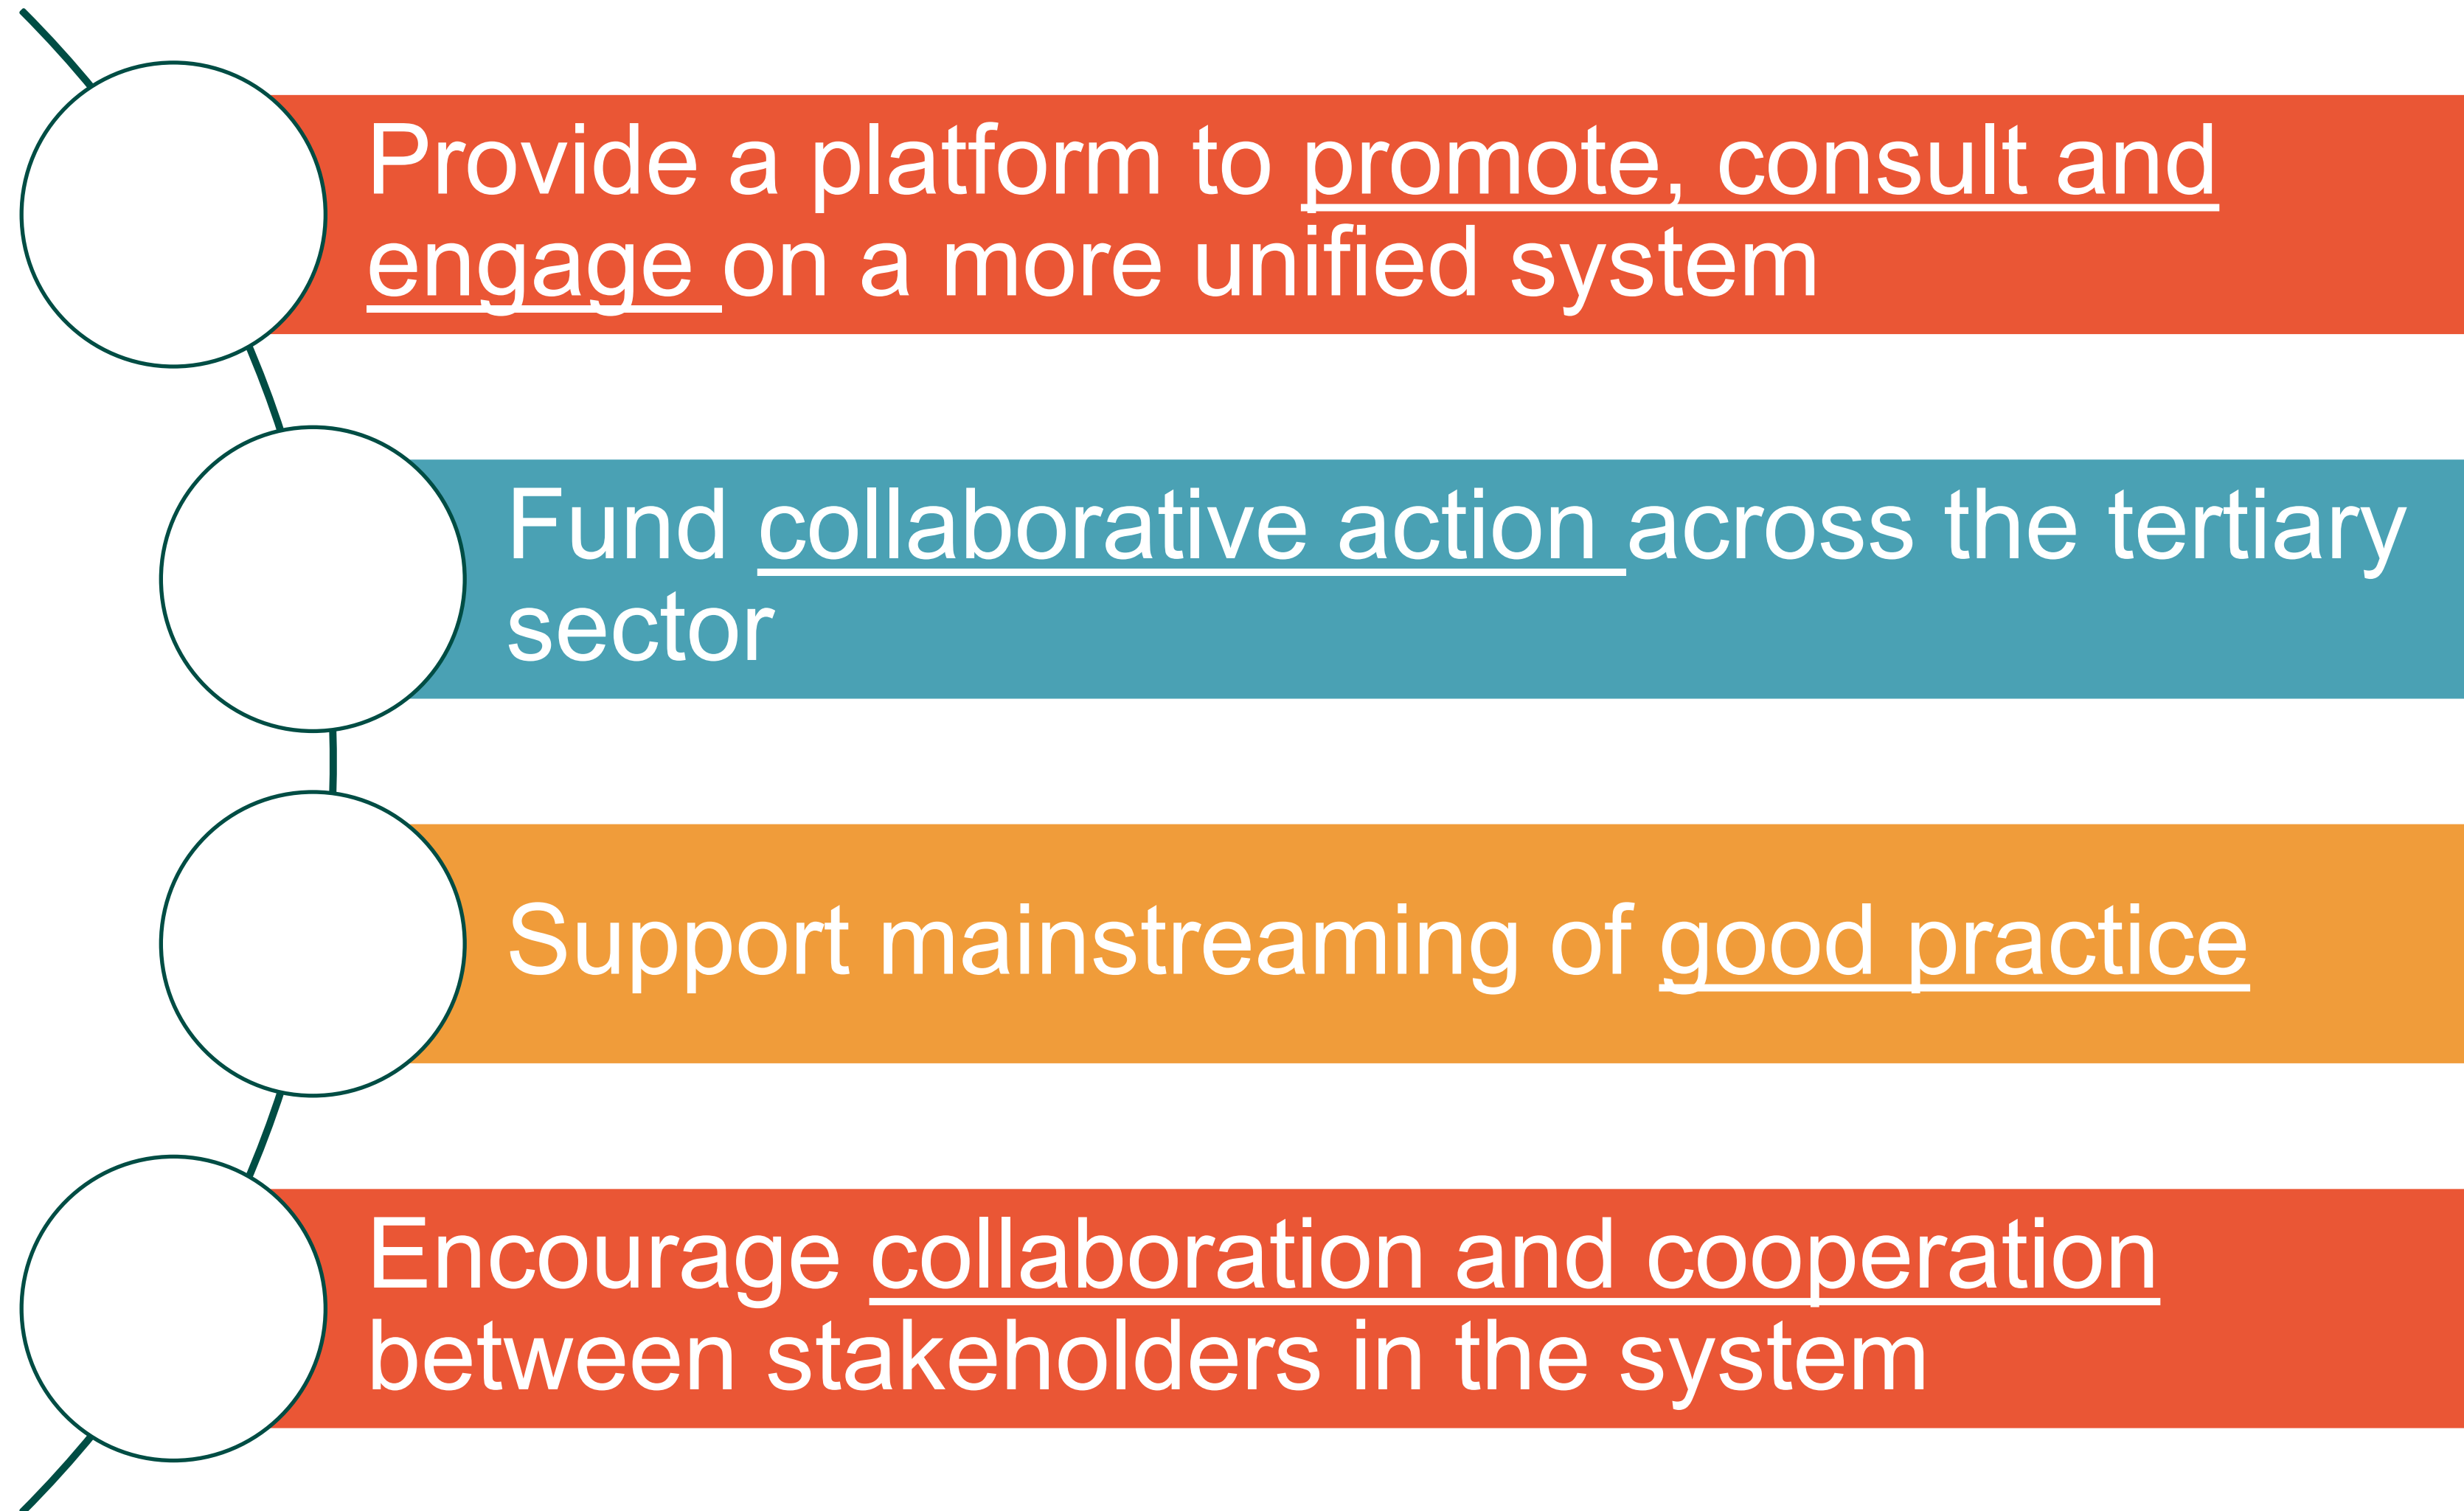 Provide a platform to promote, consult and
engage on a more unified system
Fund collaborative action across the tertiary
sector
Support mainstreaming of good practice
Encourage collaboration and cooperation
between stakeholders in the system